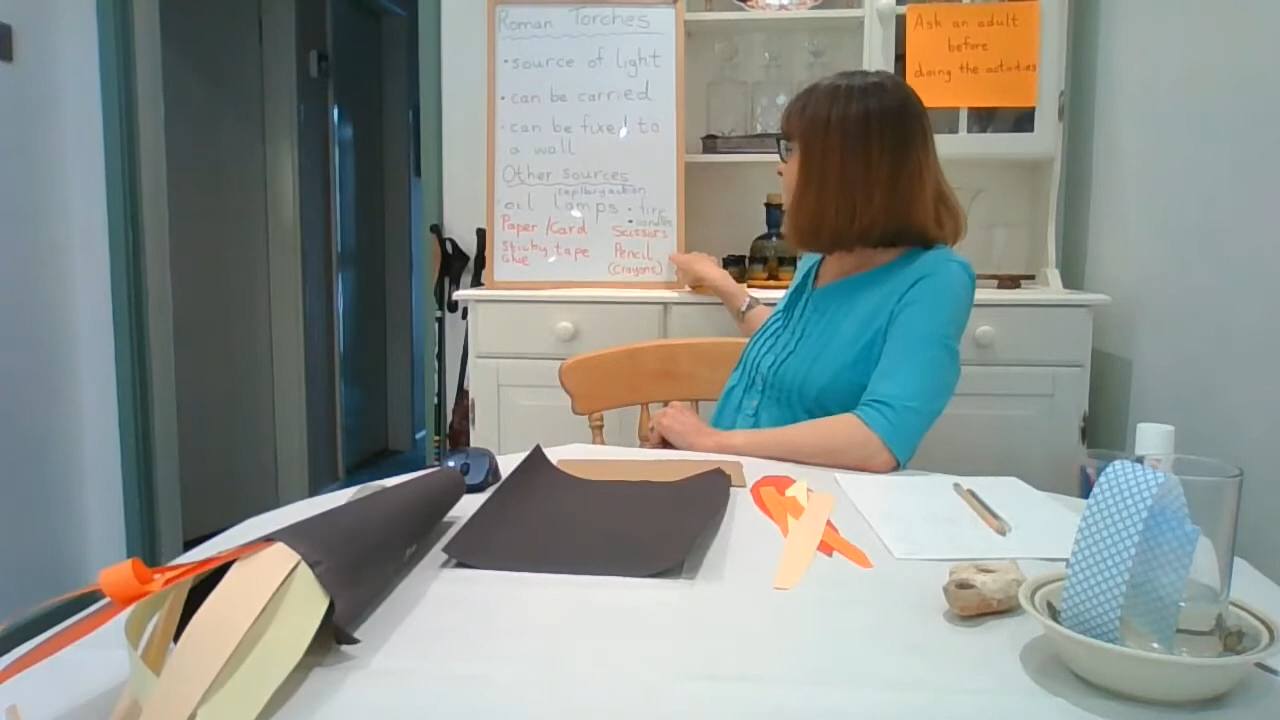 Roman Torches
• source of light
• can be carried
• can be fixed to
a wall
Other sources
capillary action
• oil lamps • fire
• candles
Paper/Card Scissors
Sticky tape Pencil
Glue (Crayons)
Ask an adult
before
doing the activities